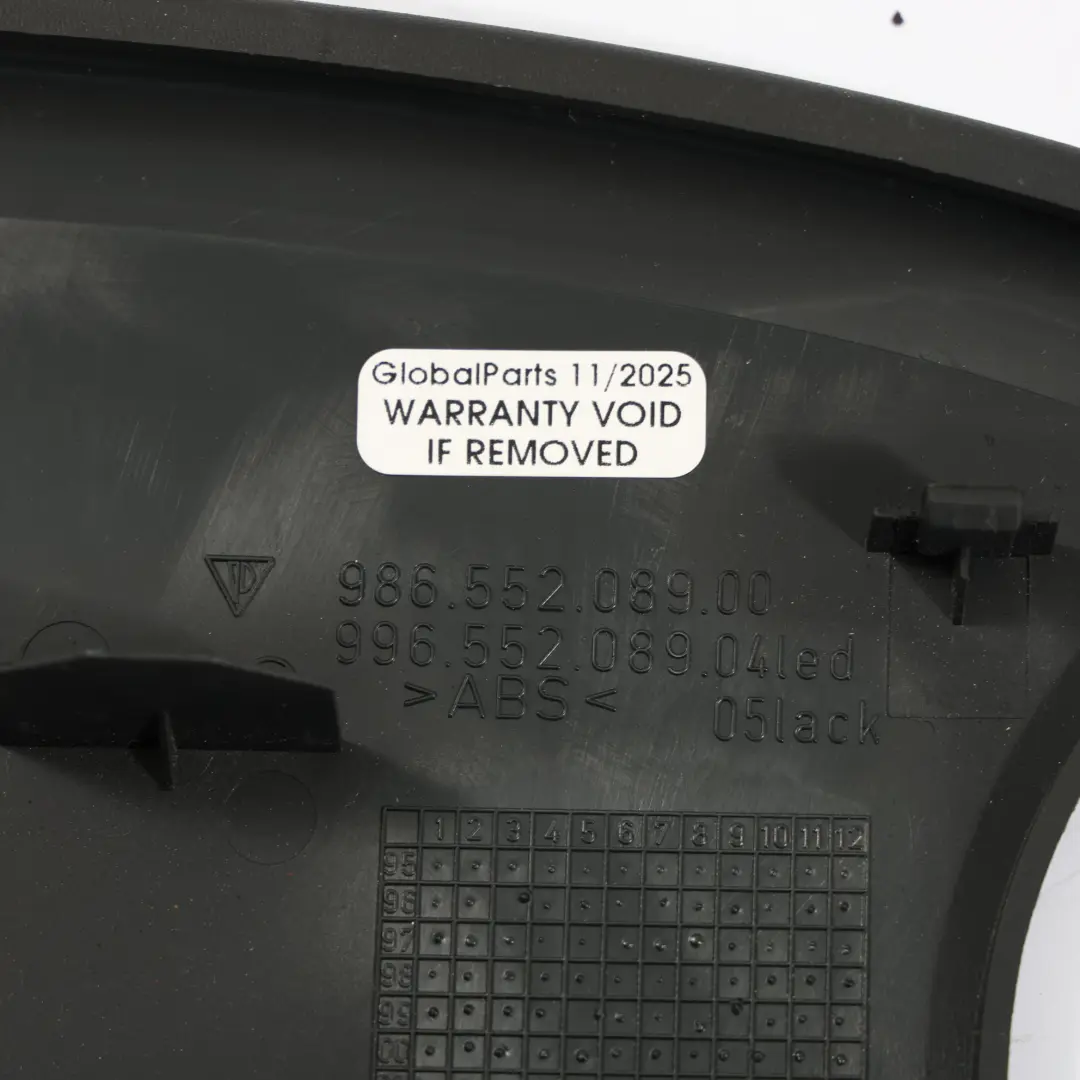 GlobalParts 11/2025
WARRANTY VOID
IF REMOVED
986.552.089.00
996.552.089.04led
>ABS< 05lack
1 2 3 4 5 6 7 8 9 10 11 12
95
96
97
98
99
00